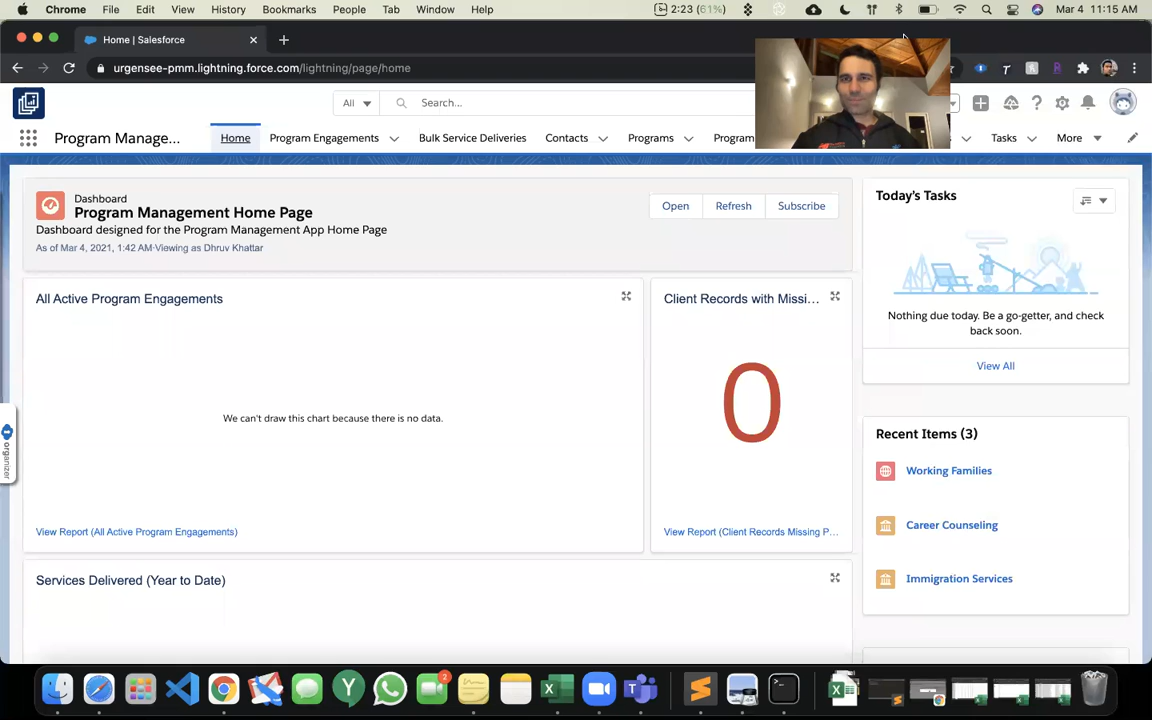 Chrome File Edit View History Bookmarks People Tab Window Help 2:23 (61%) Mar 4 11:15 AM
Home | Salesforce
urgensee-pmm.lightning.force.com/lightning/page/home
All Search...
Program Manage... Home Program Engagements Bulk Service Deliveries Contacts Programs Program Tasks More
Dashboard
Program Management Home Page
Dashboard designed for the Program Management App Home Page
As of Mar 4, 2021, 1:42 AM·Viewing as Dhruv Khattar
Open Refresh Subscribe
Today's Tasks
Nothing due today. Be a go-getter, and check
back soon.
View All
All Active Program Engagements
We can't draw this chart because there is no data.
View Report (All Active Program Engagements)
Client Records with Missi...
0
View Report (Client Records Missing P...
Recent Items (3)
Working Families
Career Counseling
Immigration Services
Services Delivered (Year to Date)
organizer
2